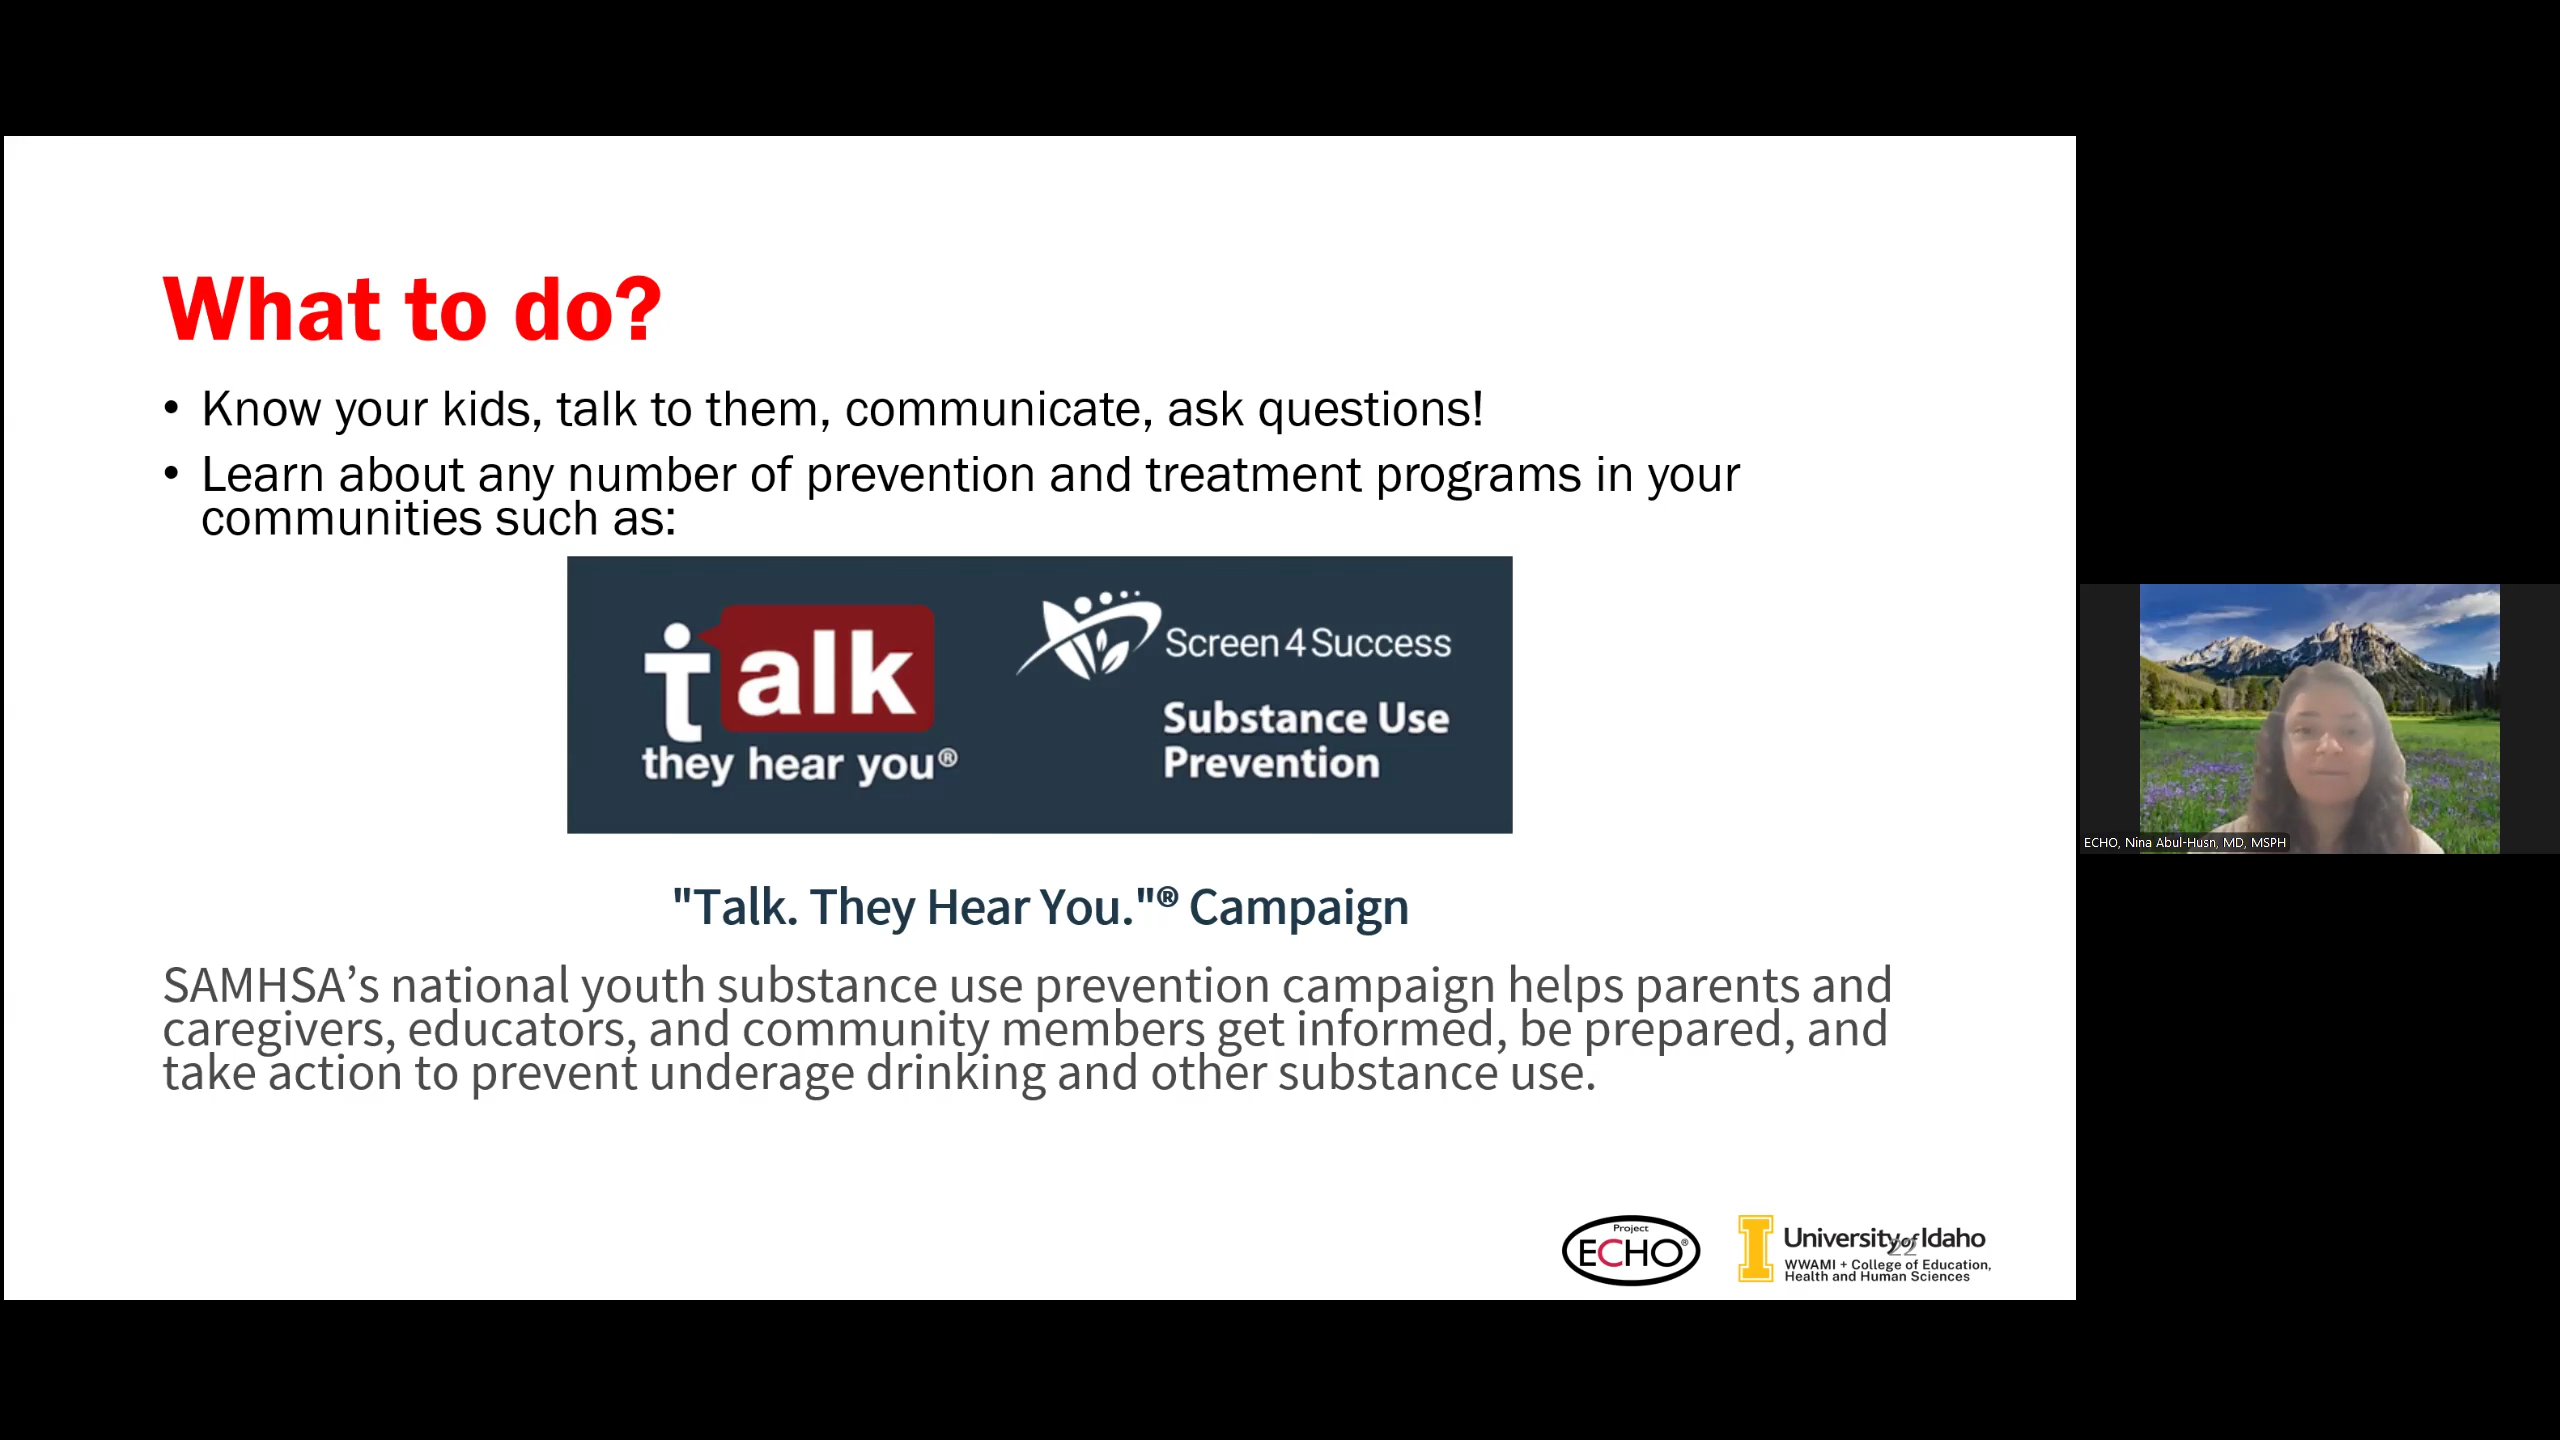 What to do?
• Know your kids, talk to them, communicate, ask questions!
• Learn about any number of prevention and treatment programs in your
communities such as:
talk
they hear you®
Screen4Success
Substance Use
Prevention
"Talk. They Hear You."® Campaign
SAMHSA’s national youth substance use prevention campaign helps parents and
caregivers, educators, and community members get informed, be prepared, and
take action to prevent underage drinking and other substance use.
Project
ECHO®
University of Idaho
22
WWAMI + College of Education,
Health and Human Sciences
ECHO, Nina Abul-Husn, MD, MSPH